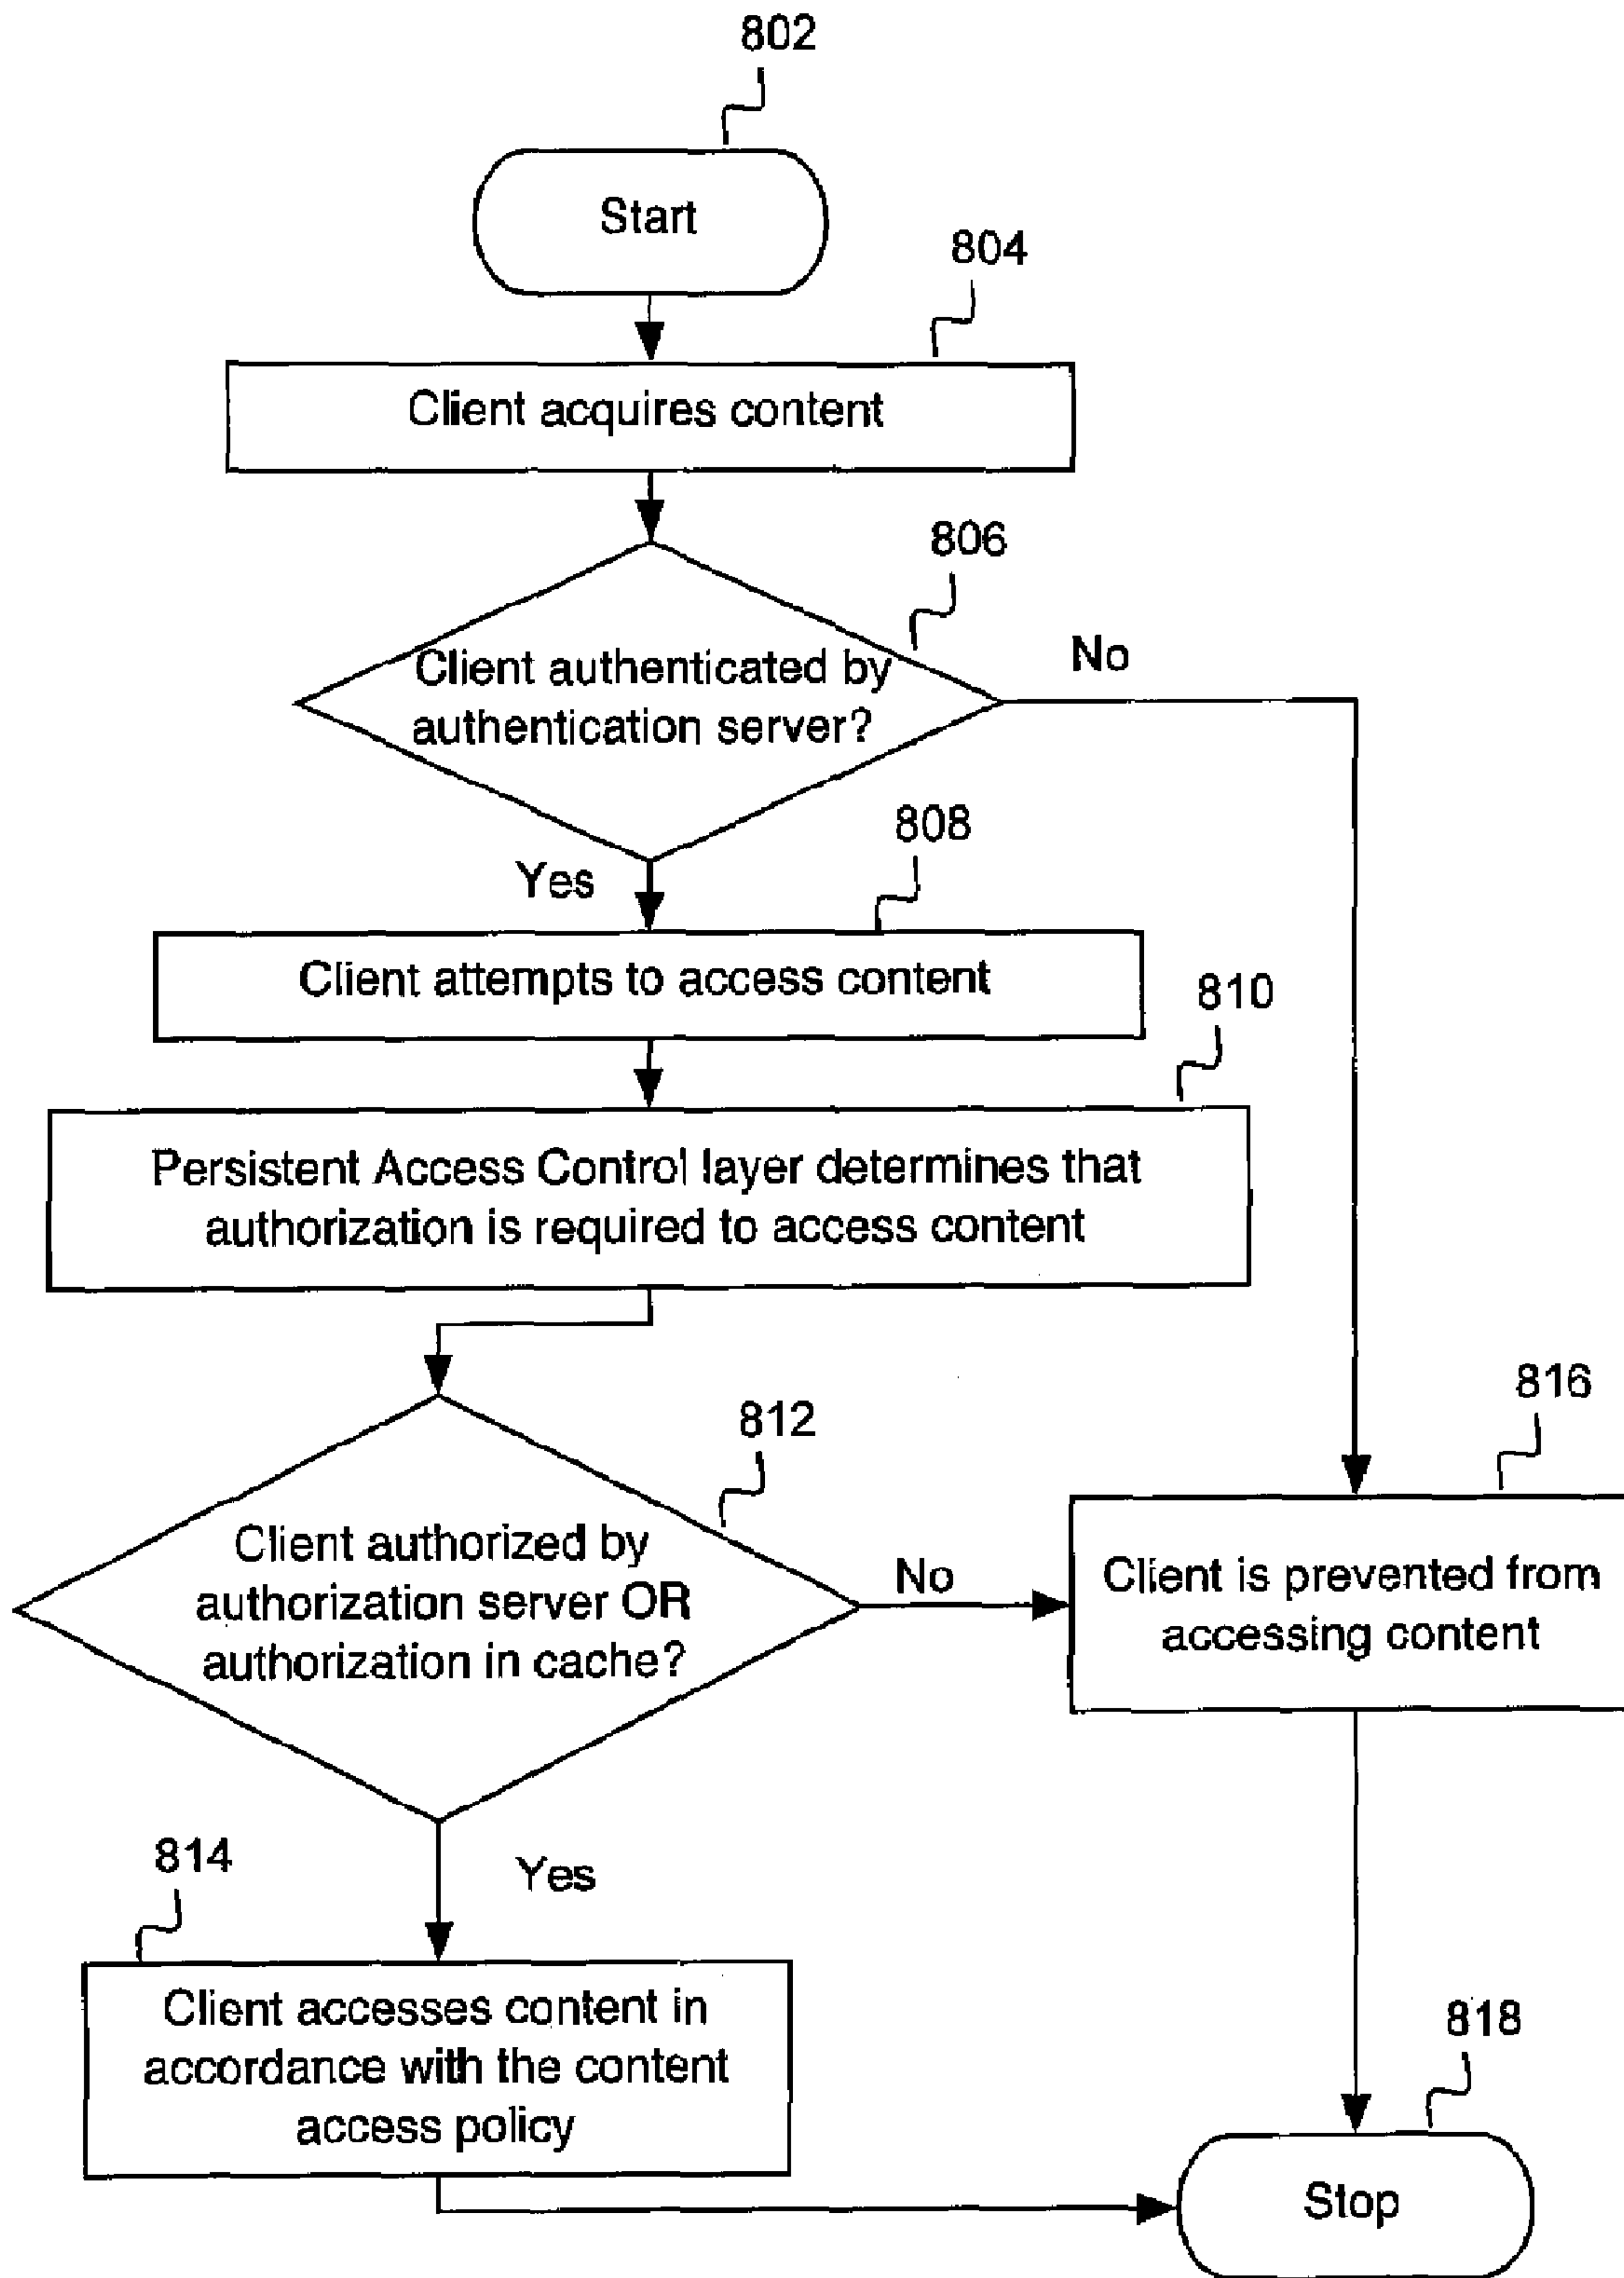 802
Start
804
Client acquires content
806
Client authenticated by
authentication server?
No
808
Yes
Client attempts to access content
810
Persistent Access Control layer determines that
authorization is required to access content
812
816
Client authorized by
authorization server OR
authorization in cache?
No
Client is prevented from
accessing content
814
Yes
Client accesses content in
accordance with the content
access policy
818
Stop